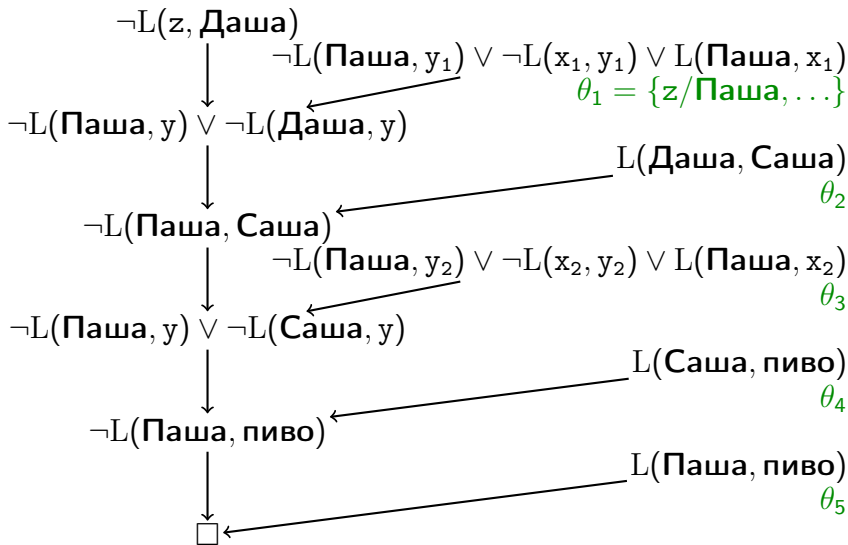 ¬L(z, Даша)
¬L(Паша, y₁) ∨ ¬L(x₁, y₁) ∨ L(Паша, x₁)
θ₁ = {z/Паша, …}
¬L(Паша, y) ∨ ¬L(Даша, y)
L(Даша, Саша)
θ₂
¬L(Паша, Саша)
¬L(Паша, y₂) ∨ ¬L(x₂, y₂) ∨ L(Паша, x₂)
θ₃
¬L(Паша, y) ∨ ¬L(Саша, y)
L(Саша, пиво)
θ₄
¬L(Паша, пиво)
L(Паша, пиво)
θ₅
□